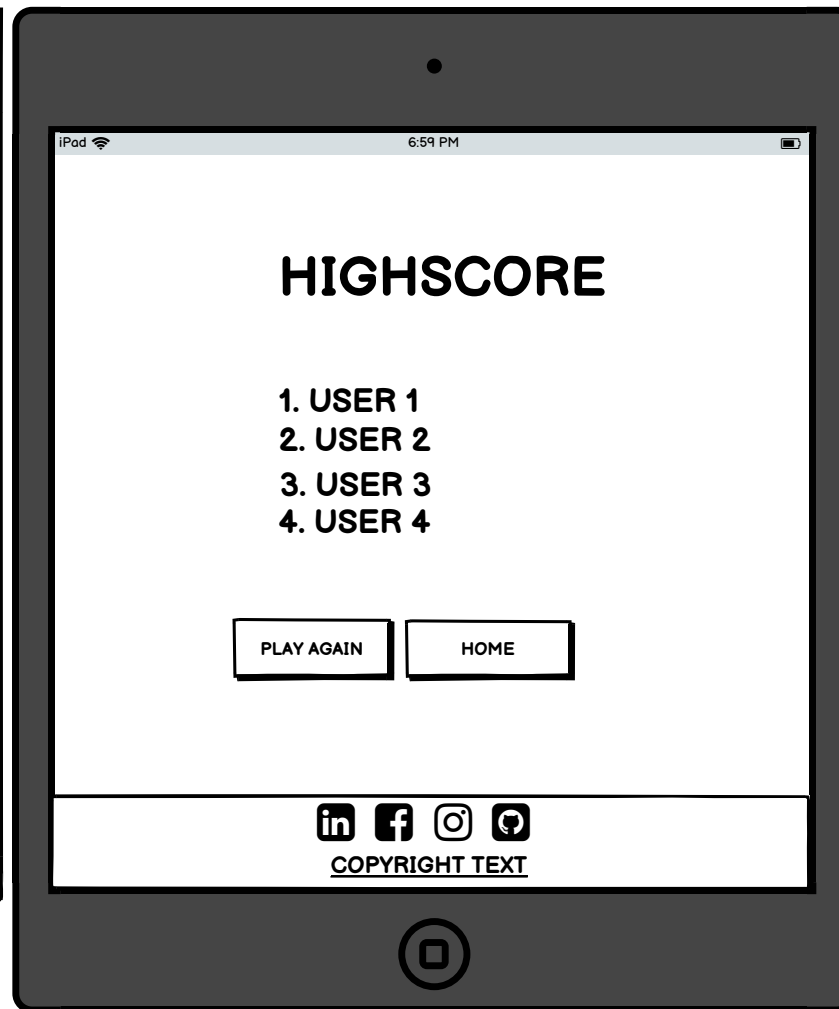 iPad 6:59 PM
HIGHSCORE
1. USER 1
2. USER 2
3. USER 3
4. USER 4
PLAY AGAIN HOME
in f
COPYRIGHT TEXT